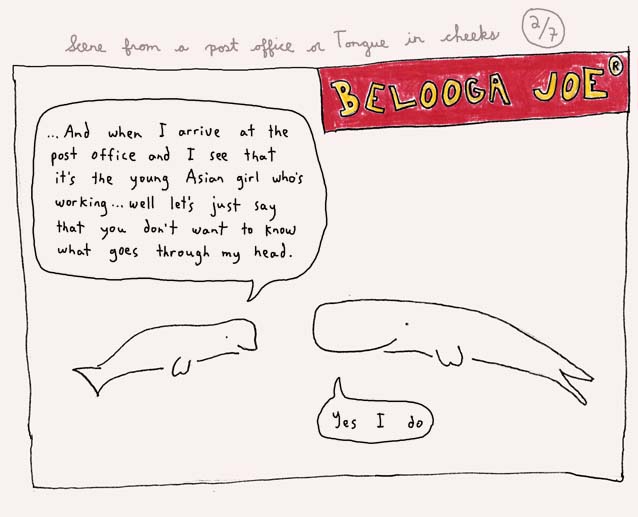 Scene from a post office or Tongue in cheeks 2/7
BELOOGA JOE ®
... And when I arrive at the
post office and I see that
it's the young Asian girl who's
working... well let's just say
that you don't want to know
what goes through my head.
Yes I do